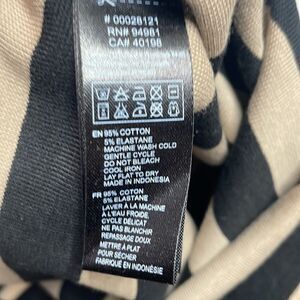 # 00028121
RN# 94981
CA# 40198
EN 95% COTTON
5% ELASTANE
MACHINE WASH COLD
GENTLE CYCLE
DO NOT BLEACH
COOL IRON
LAY FLAT TO DRY
MADE IN INDONESIA
FR 95% COTON
5% ELASTANE
LAVER À LA MACHINE
À L'EAU FROIDE,
CYCLE DÉLICAT
NE PAS BLANCHIR
REPASSAGE DOUX
METTRE À PLAT
POUR SÉCHER
FABRIQUÉ EN INDONÉSIE